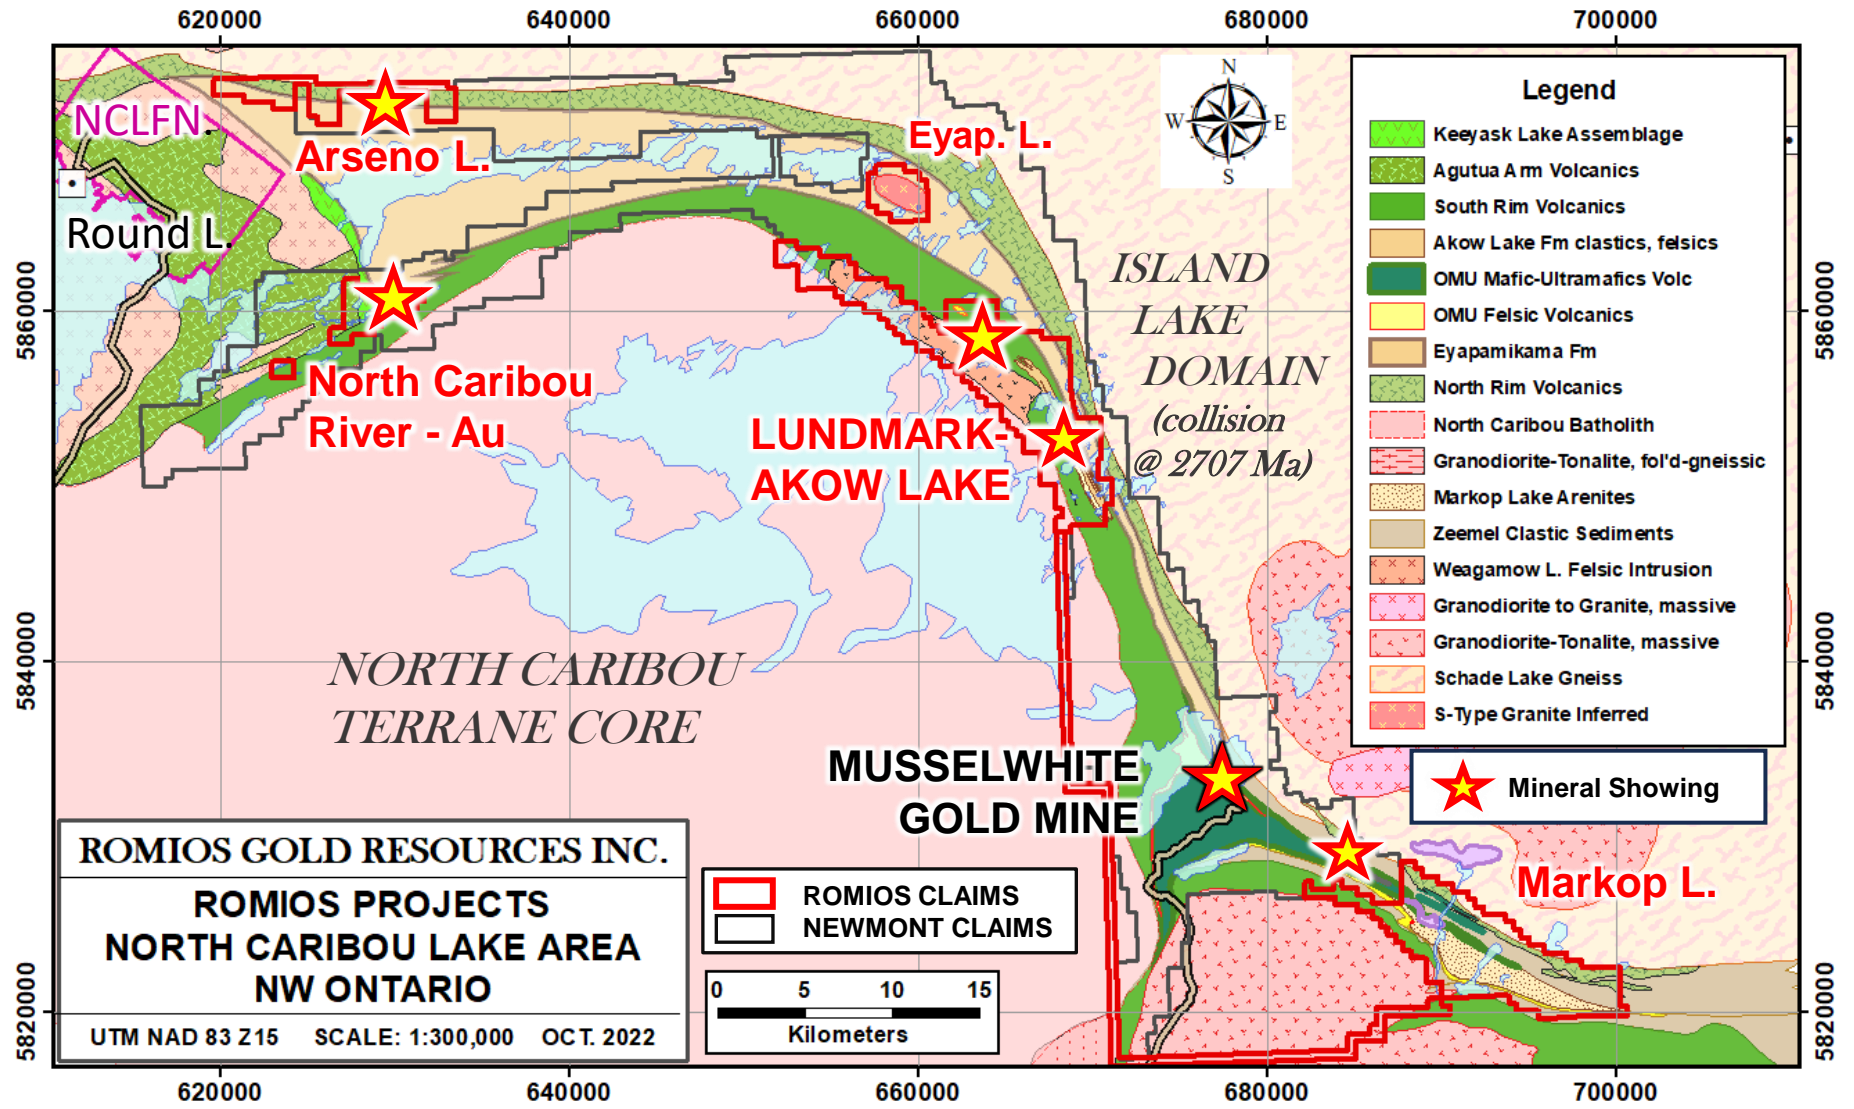 620000
640000
660000
680000
700000
NCLFN.
Arseno L.
Eyap. L.
Round L.
N
W
E
S
Legend
Keeyask Lake Assemblage
Agutua Arm Volcanics
South Rim Volcanics
Akow Lake Fm clastics, felsics
OMU Mafic-Ultramafics Volc
OMU Felsic Volcanics
Eyapamikama Fm
North Rim Volcanics
North Caribou Batholith
Granodiorite-Tonalite, fol'd-gneissic
Markop Lake Arenites
Zeemel Clastic Sediments
Weagamow L. Felsic Intrusion
Granodiorite to Granite, massive
Granodiorite-Tonalite, massive
Schade Lake Gneiss
S-Type Granite Inferred
Mineral Showing
5860000
5860000
ISLAND
LAKE
DOMAIN
(collision
@ 2707 Ma)
North Caribou
River - Au
LUNDMARK-
AKOW LAKE
5840000
5840000
NORTH CARIBOU
TERRANE CORE
MUSSELWHITE
GOLD MINE
Markop L.
ROMIOS GOLD RESOURCES INC.
ROMIOS PROJECTS
NORTH CARIBOU LAKE AREA
NW ONTARIO
UTM NAD 83 Z15 SCALE: 1:300,000 OCT. 2022
ROMIOS CLAIMS
NEWMONT CLAIMS
0 5 10 15
Kilometers
5820000
5820000
620000
640000
660000
680000
700000